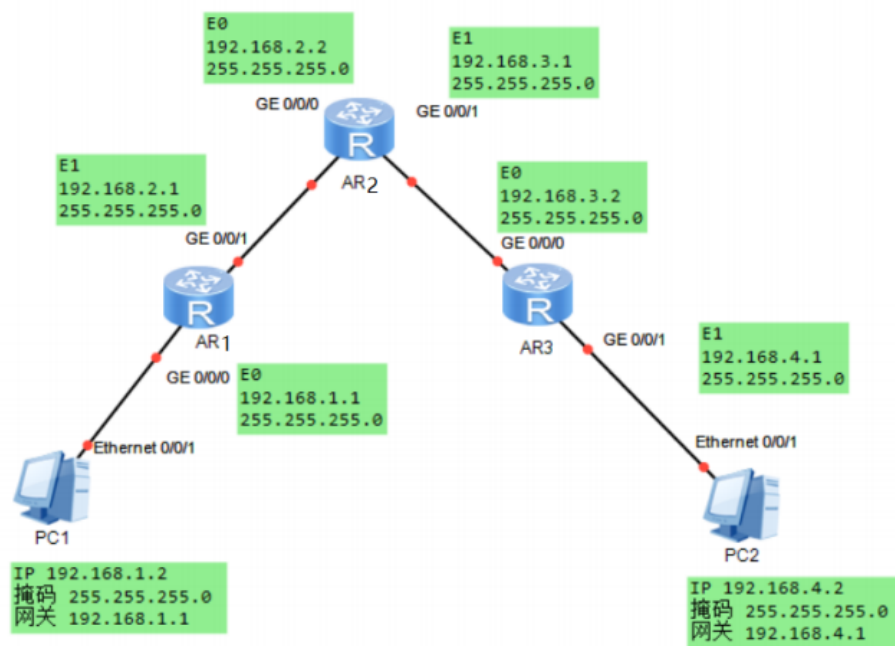 E0
192.168.2.2
255.255.255.0
E1
192.168.3.1
255.255.255.0
GE 0/0/0
GE 0/0/1
R
AR2
E1
192.168.2.1
255.255.255.0
E0
192.168.3.2
255.255.255.0
GE 0/0/1
GE 0/0/0
R
AR1
R
AR3
GE 0/0/0
E0
192.168.1.1
255.255.255.0
GE 0/0/1
E1
192.168.4.1
255.255.255.0
Ethernet 0/0/1
Ethernet 0/0/1
PC1
PC2
IP 192.168.1.2
掩码 255.255.255.0
网关 192.168.1.1
IP 192.168.4.2
掩码 255.255.255.0
网关 192.168.4.1